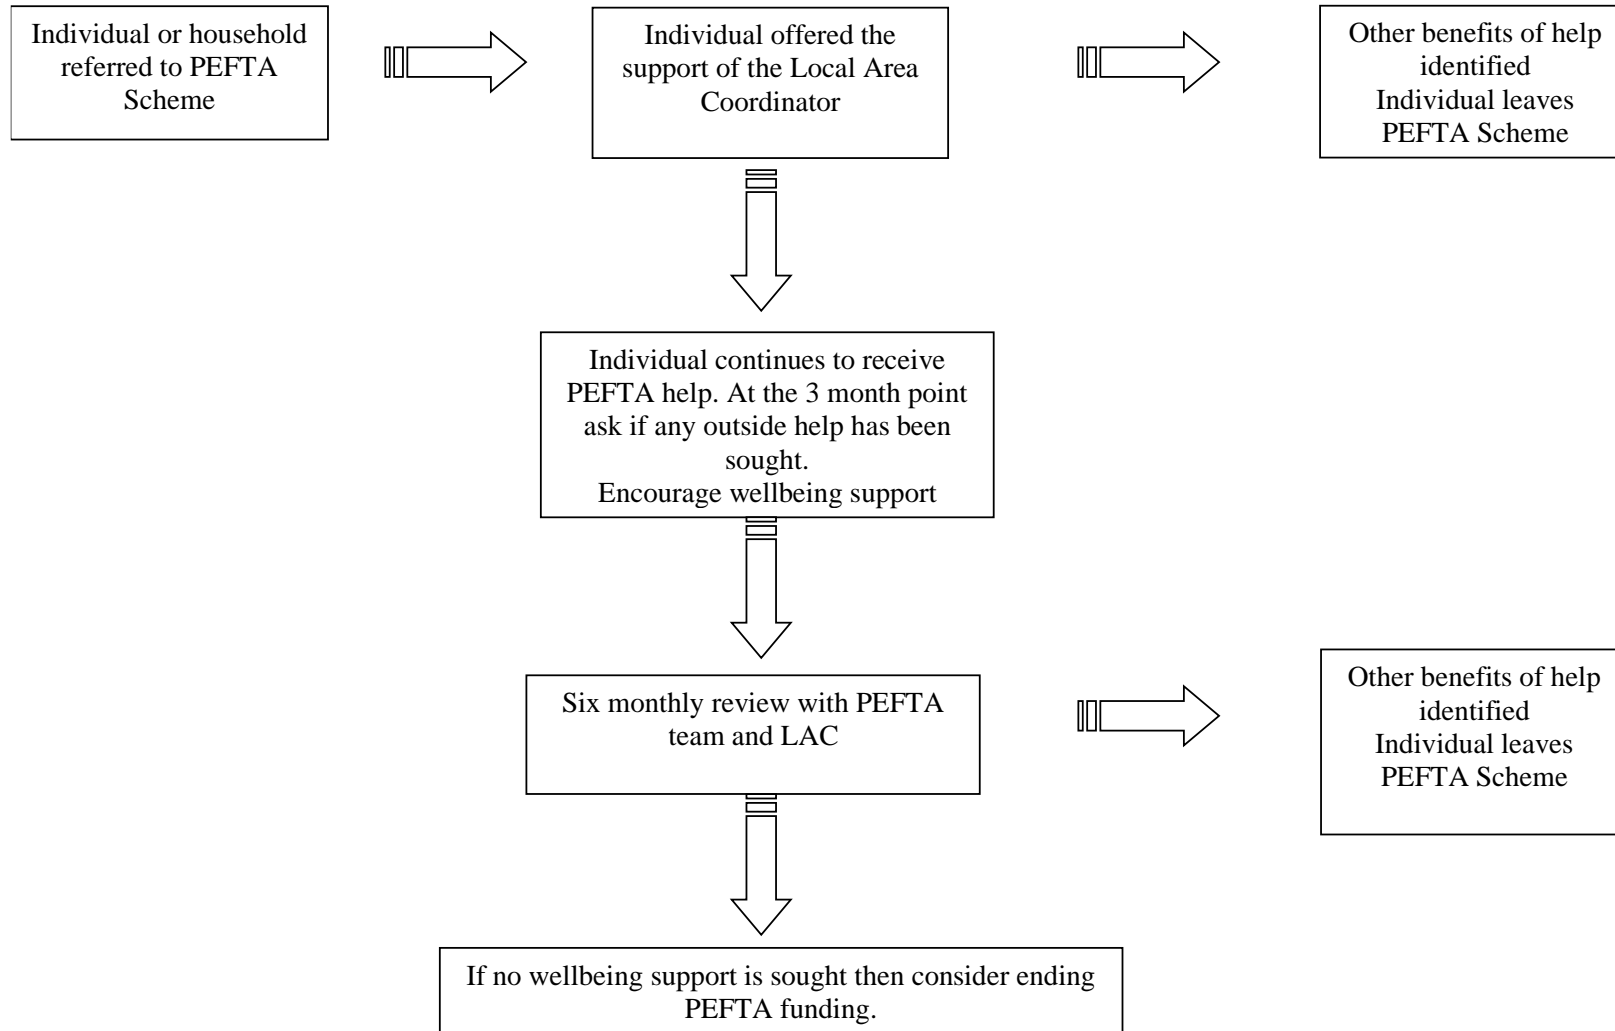 Individual or household
referred to PEFTA
Scheme
Individual offered the
support of the Local Area
Coordinator
Other benefits of help
identified
Individual leaves
PEFTA Scheme
Individual continues to receive
PEFTA help. At the 3 month point
ask if any outside help has been
sought.
Encourage wellbeing support
Six monthly review with PEFTA
team and LAC
Other benefits of help
identified
Individual leaves
PEFTA Scheme
If no wellbeing support is sought then consider ending
PEFTA funding.